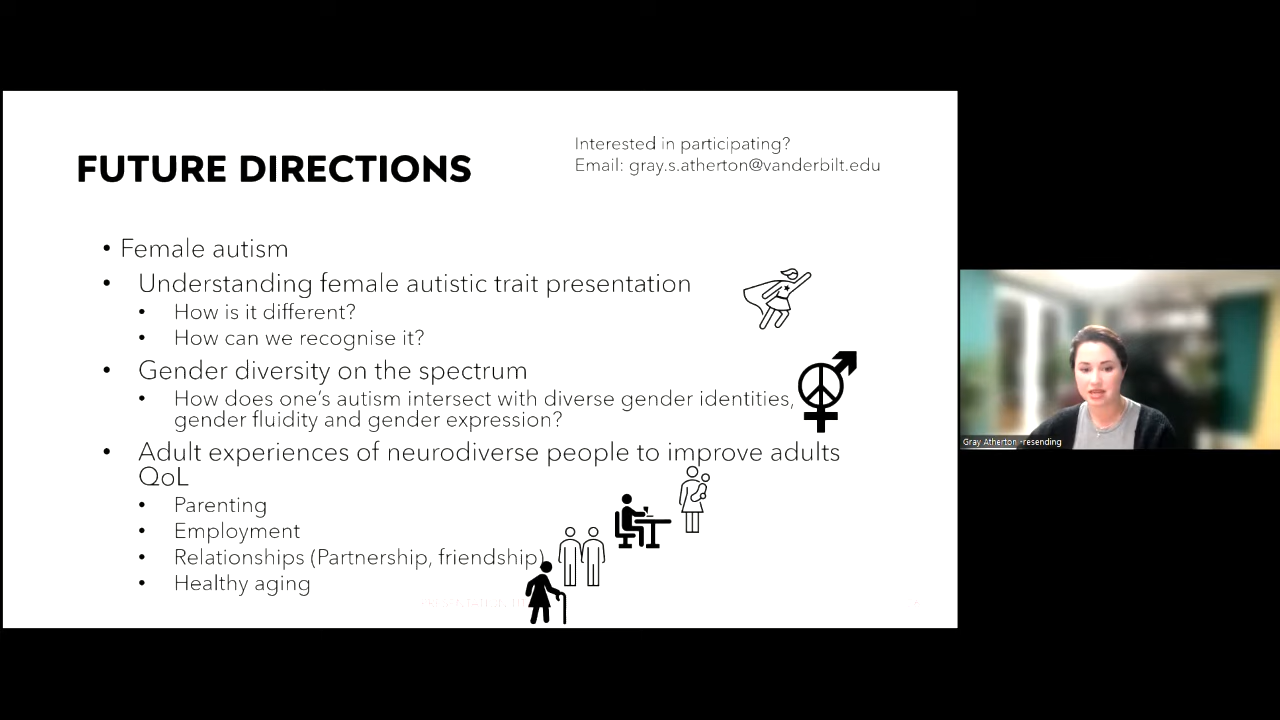 FUTURE DIRECTIONS
Interested in participating?
Email: gray.s.atherton@vanderbilt.edu
• Female autism
• Understanding female autistic trait presentation
• How is it different?
• How can we recognise it?
• Gender diversity on the spectrum
• How does one's autism intersect with diverse gender identities,
gender fluidity and gender expression?
• Adult experiences of neurodiverse people to improve adults
QoL
• Parenting
• Employment
• Relationships (Partnership, friendship)
• Healthy aging
Gray Atherton -resending